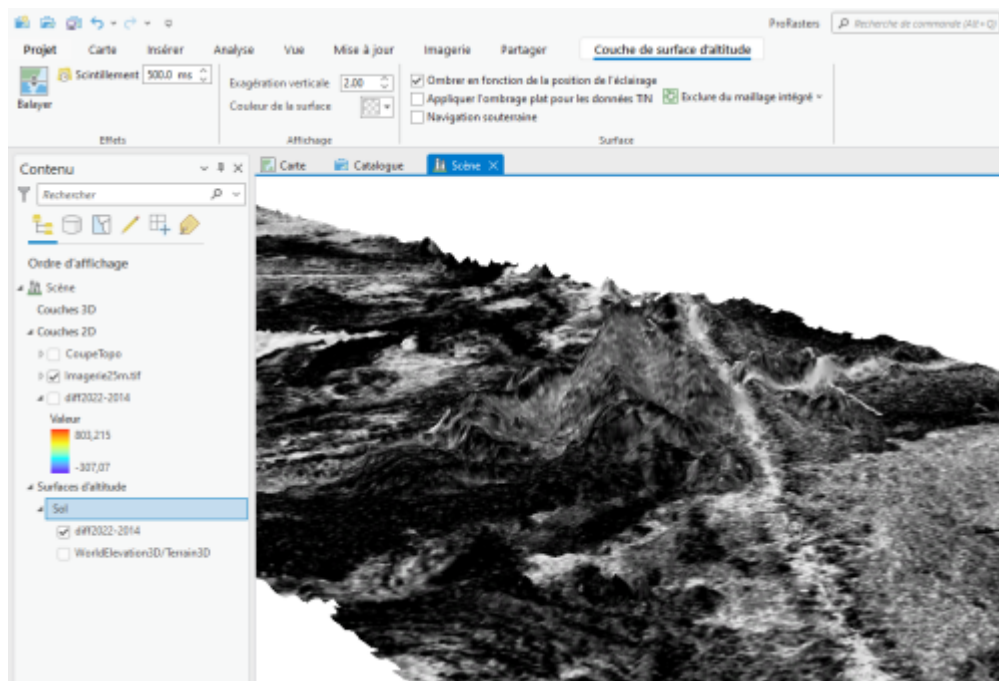 ProRasters
Recherche de commande (Alt+Q)
Projet Carte Insérer Analyse Vue Mise à jour Imagerie Partager Couche de surface d'altitude
Balayer
Scintillement 500.0 ms
Effets
Exagération verticale 2.00
Couleur de la surface
Affichage
Ombrer en fonction de la position de l'éclairage
Appliquer l'ombrage plat pour les données TIN
Navigation souterraine
Exclure du maillage intégré
Surface
Contenu
Rechercher
Ordre d'affichage
Scène
Couches 3D
Couches 2D
CoupeTopo
Imagerie25m.tif
diff2022-2014
Valeur
803,215
-307,07
Surfaces d'altitude
Sol
diff2022-2014
WorldElevation3D/Terrain3D
Carte Catalogue Scène